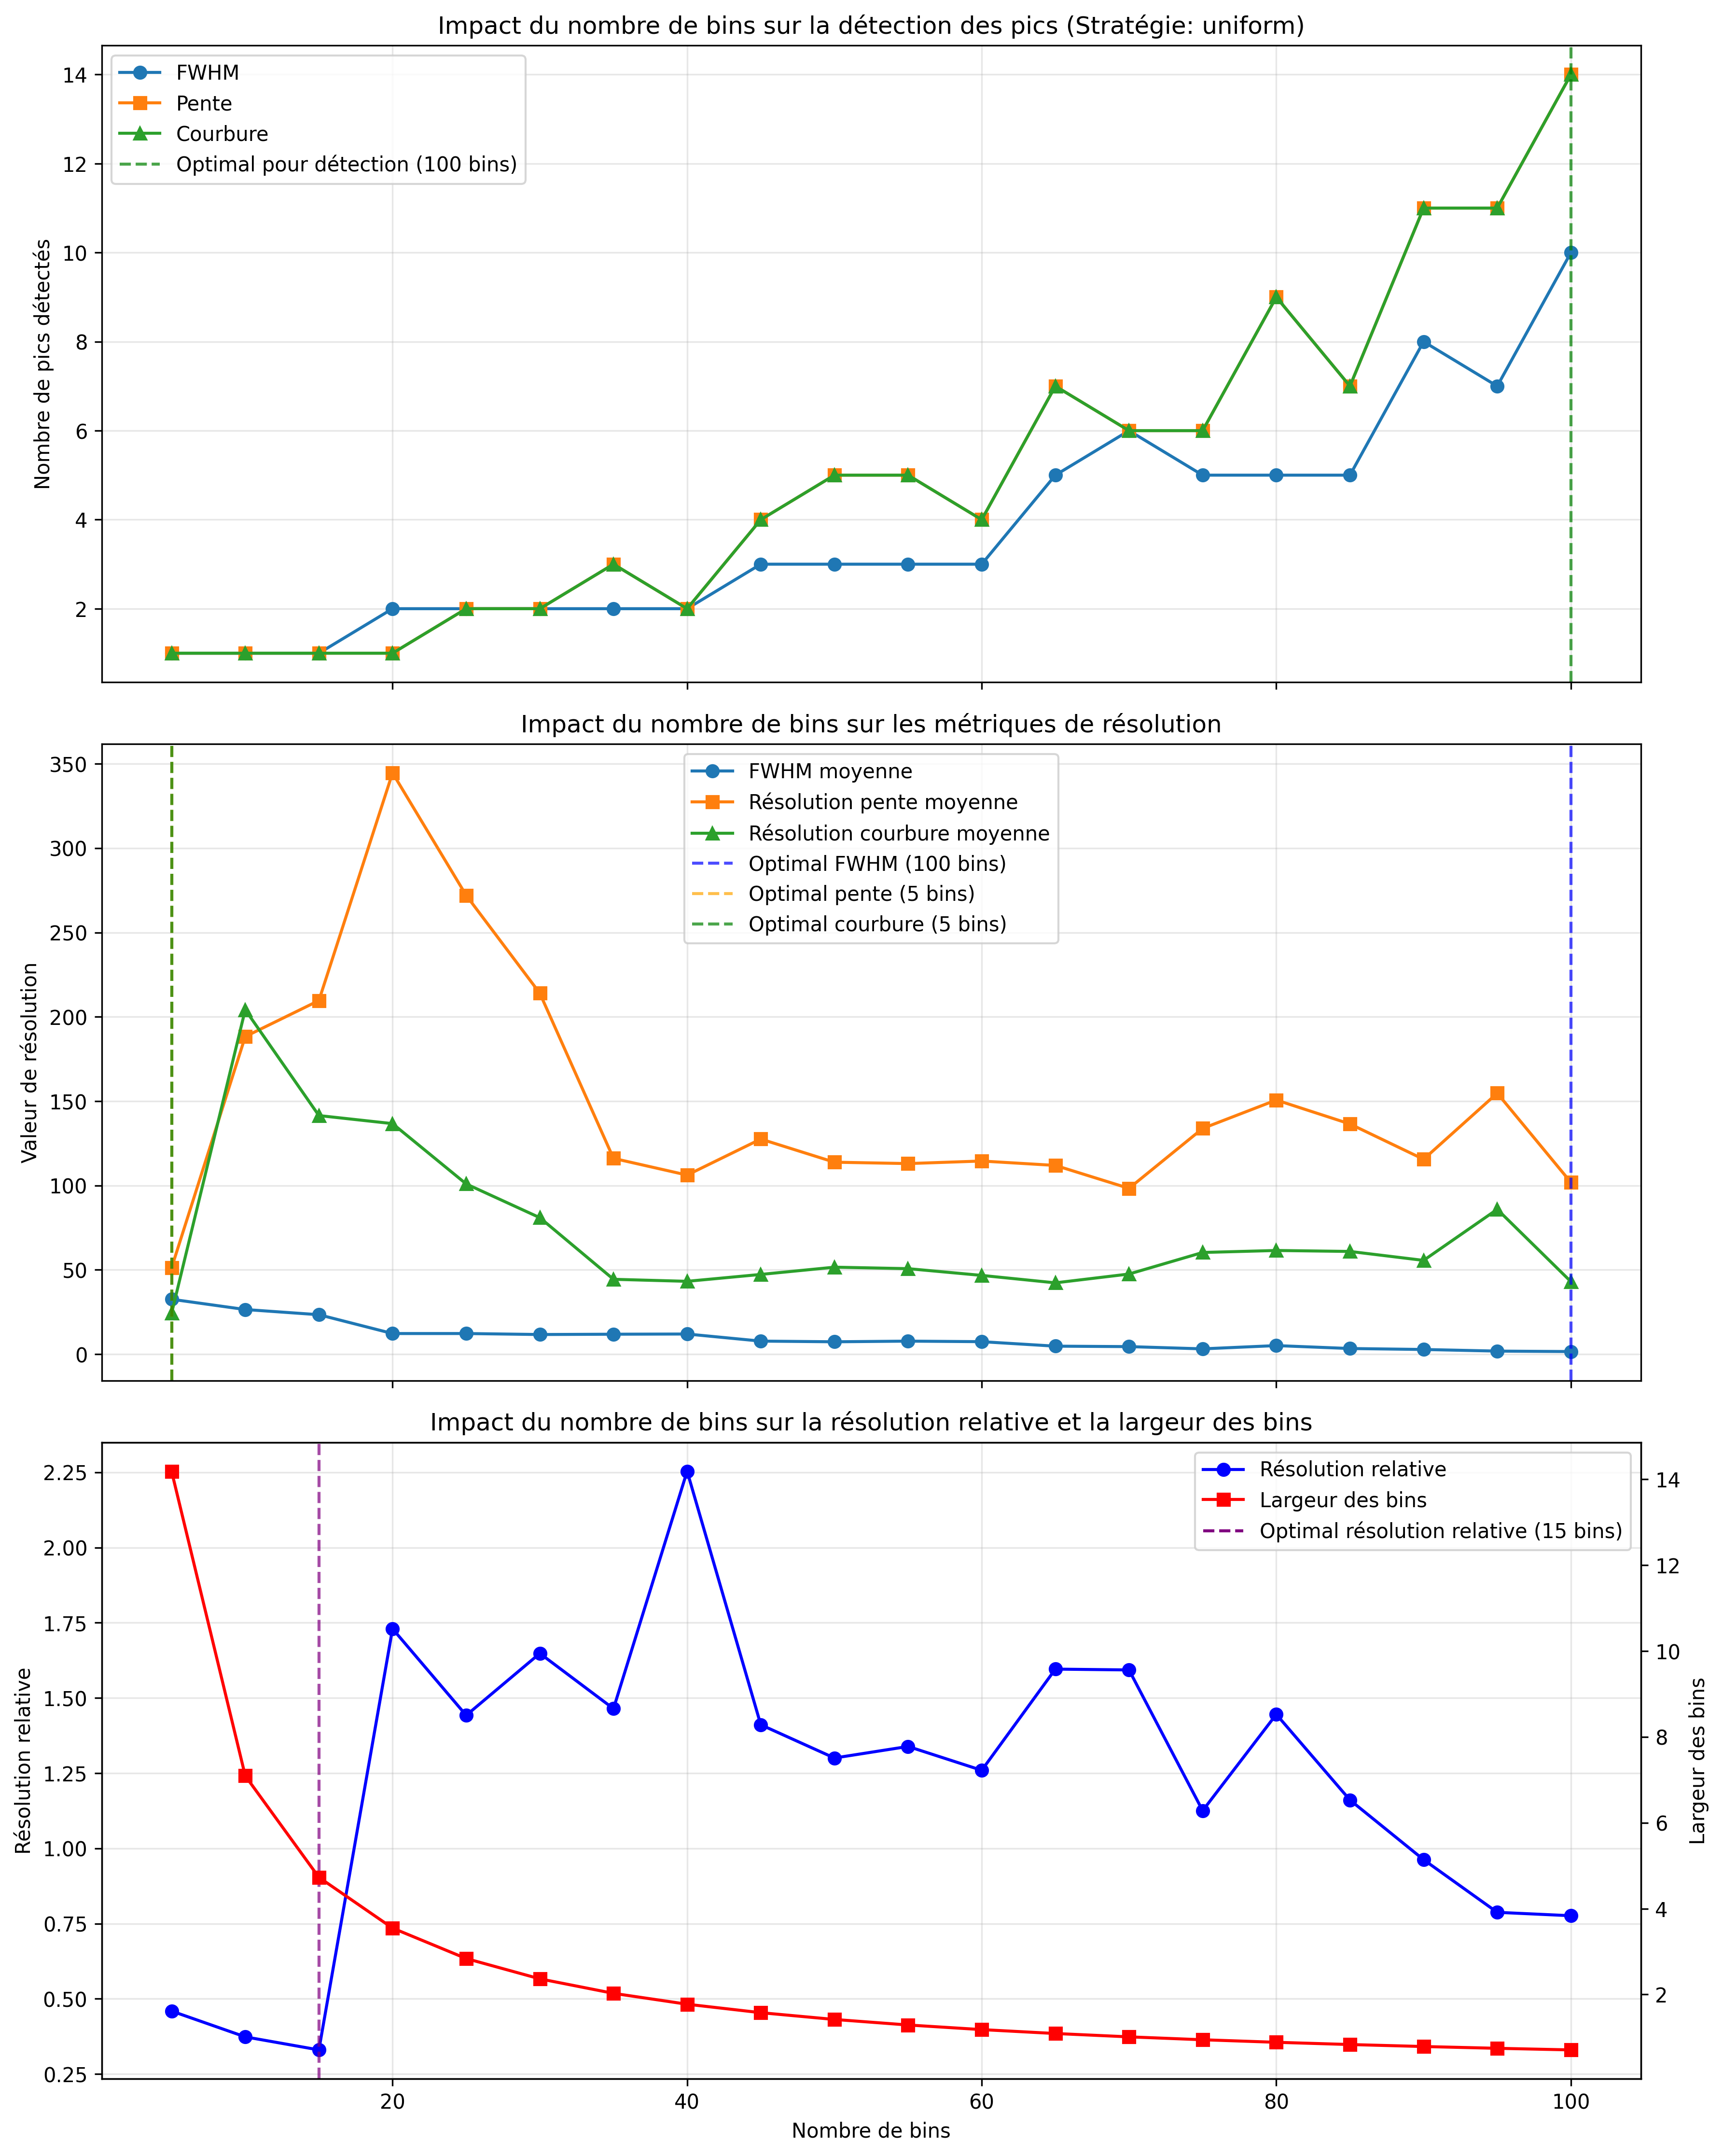 Impact du nombre de bins sur la détection des pics (Stratégie: uniform)
FWHM
Pente
Courbure
Optimal pour détection (100 bins)
Nombre de pics détectés
14
12
10
8
6
4
2
Impact du nombre de bins sur les métriques de résolution
FWHM moyenne
Résolution pente moyenne
Résolution courbure moyenne
Optimal FWHM (100 bins)
Optimal pente (5 bins)
Optimal courbure (5 bins)
Valeur de résolution
350
300
250
200
150
100
50
0
Impact du nombre de bins sur la résolution relative et la largeur des bins
Résolution relative
Largeur des bins
Optimal résolution relative (15 bins)
Résolution relative
2.25
2.00
1.75
1.50
1.25
1.00
0.75
0.50
0.25
14
12
10
8
6
4
2
Largeur des bins
20 40 60 80 100
Nombre de bins